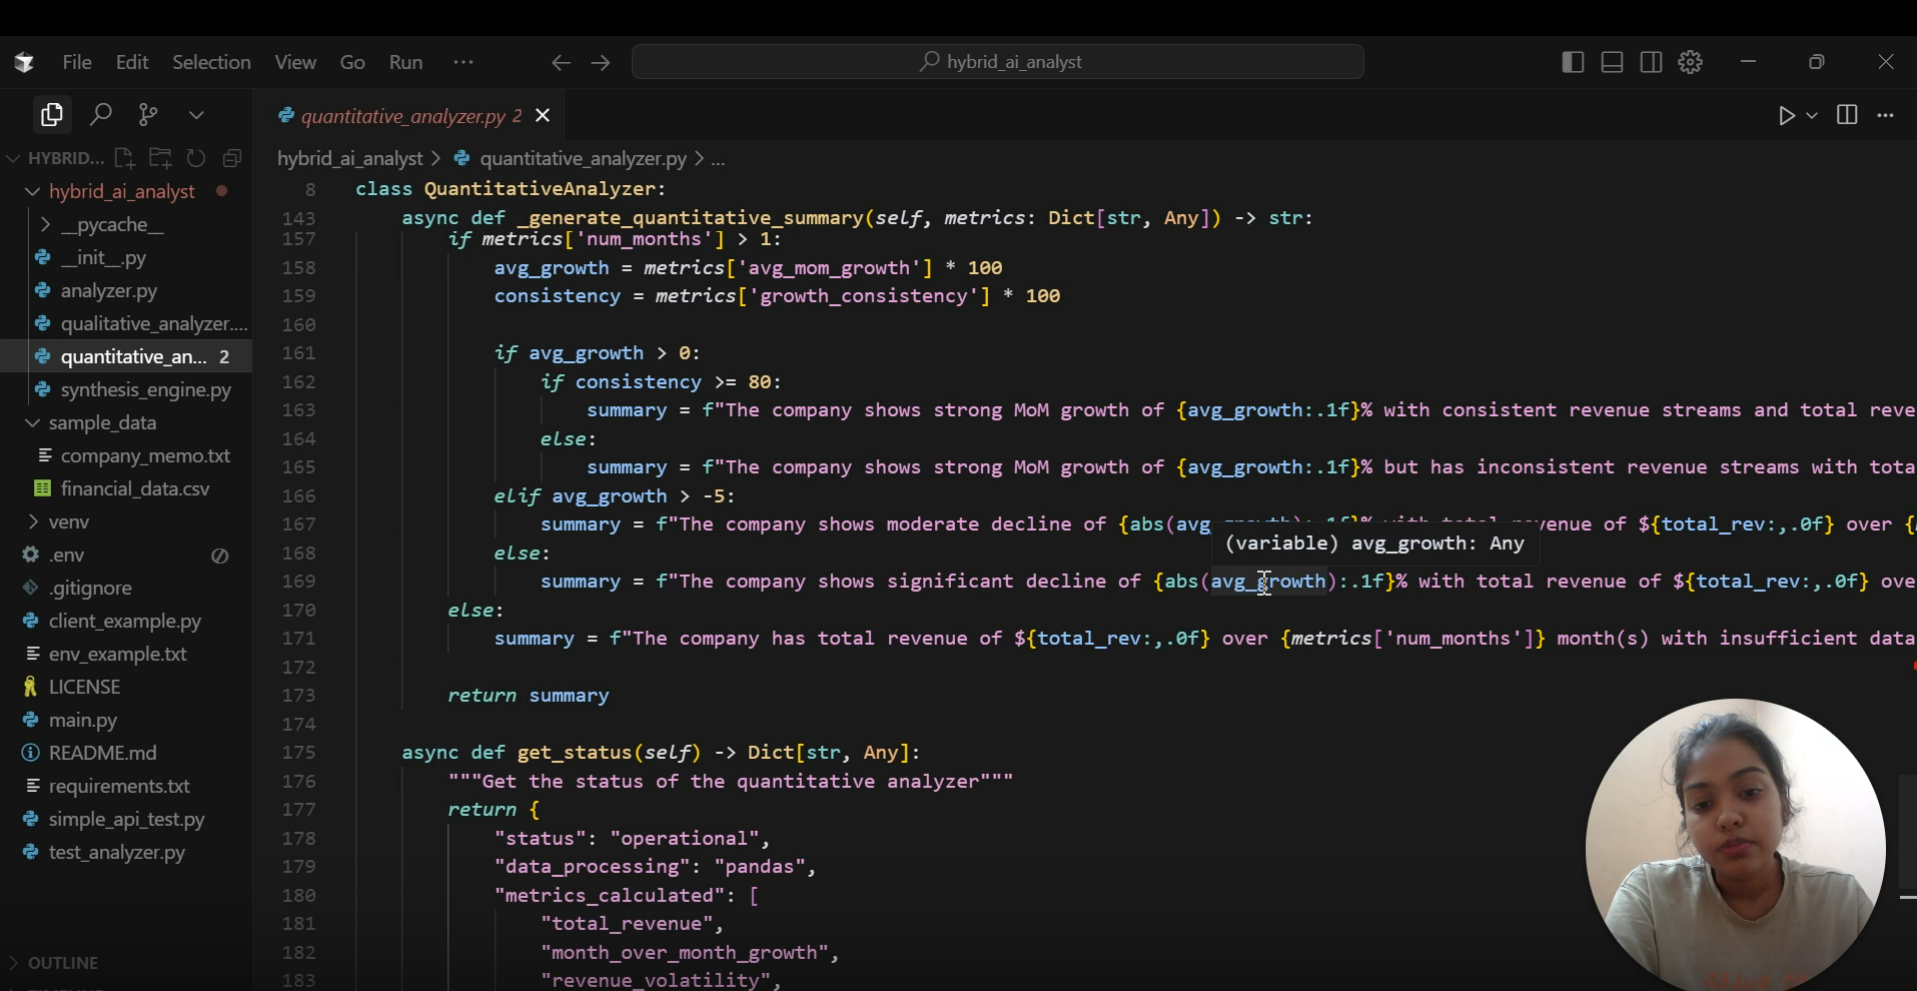 File Edit Selection View Go Run ··· hybrid_ai_analyst
quantitative_analyzer.py 2
HYBRID...
hybrid_ai_analyst
__pycache__
__init__.py
analyzer.py
qualitative_analyzer....
quantitative_an... 2
synthesis_engine.py
sample_data
company_memo.txt
financial_data.csv
venv
.env
.gitignore
client_example.py
env_example.txt
LICENSE
main.py
README.md
requirements.txt
simple_api_test.py
test_analyzer.py
OUTLINE
hybrid_ai_analyst > quantitative_analyzer.py > ...
8 class QuantitativeAnalyzer:
143 async def _generate_quantitative_summary(self, metrics: Dict[str, Any]) -> str:
157 if metrics['num_months'] > 1:
158 avg_growth = metrics['avg_mom_growth'] * 100
159 consistency = metrics['growth_consistency'] * 100
160
161 if avg_growth > 0:
162 if consistency >= 80:
163 summary = f"The company shows strong MoM growth of {avg_growth:.1f}% with consistent revenue streams and total reve
164 else:
165 summary = f"The company shows strong MoM growth of {avg_growth:.1f}% but has inconsistent revenue streams with tota
166 elif avg_growth > -5:
167 summary = f"The company shows moderate decline of {abs(avg_growth):.1f}% with total revenue of ${total_rev:,.0f} over {
(variable) avg_growth: Any
168 else:
169 summary = f"The company shows significant decline of {abs(avg_growth):.1f}% with total revenue of ${total_rev:,.0f} ove
170 else:
171 summary = f"The company has total revenue of ${total_rev:,.0f} over {metrics['num_months']} month(s) with insufficient data
172
173 return summary
174
175 async def get_status(self) -> Dict[str, Any]:
176 """Get the status of the quantitative analyzer"""
177 return {
178 "status": "operational",
179 "data_processing": "pandas",
180 "metrics_calculated": [
181 "total_revenue",
182 "month_over_month_growth",
183 "revenue_volatility",